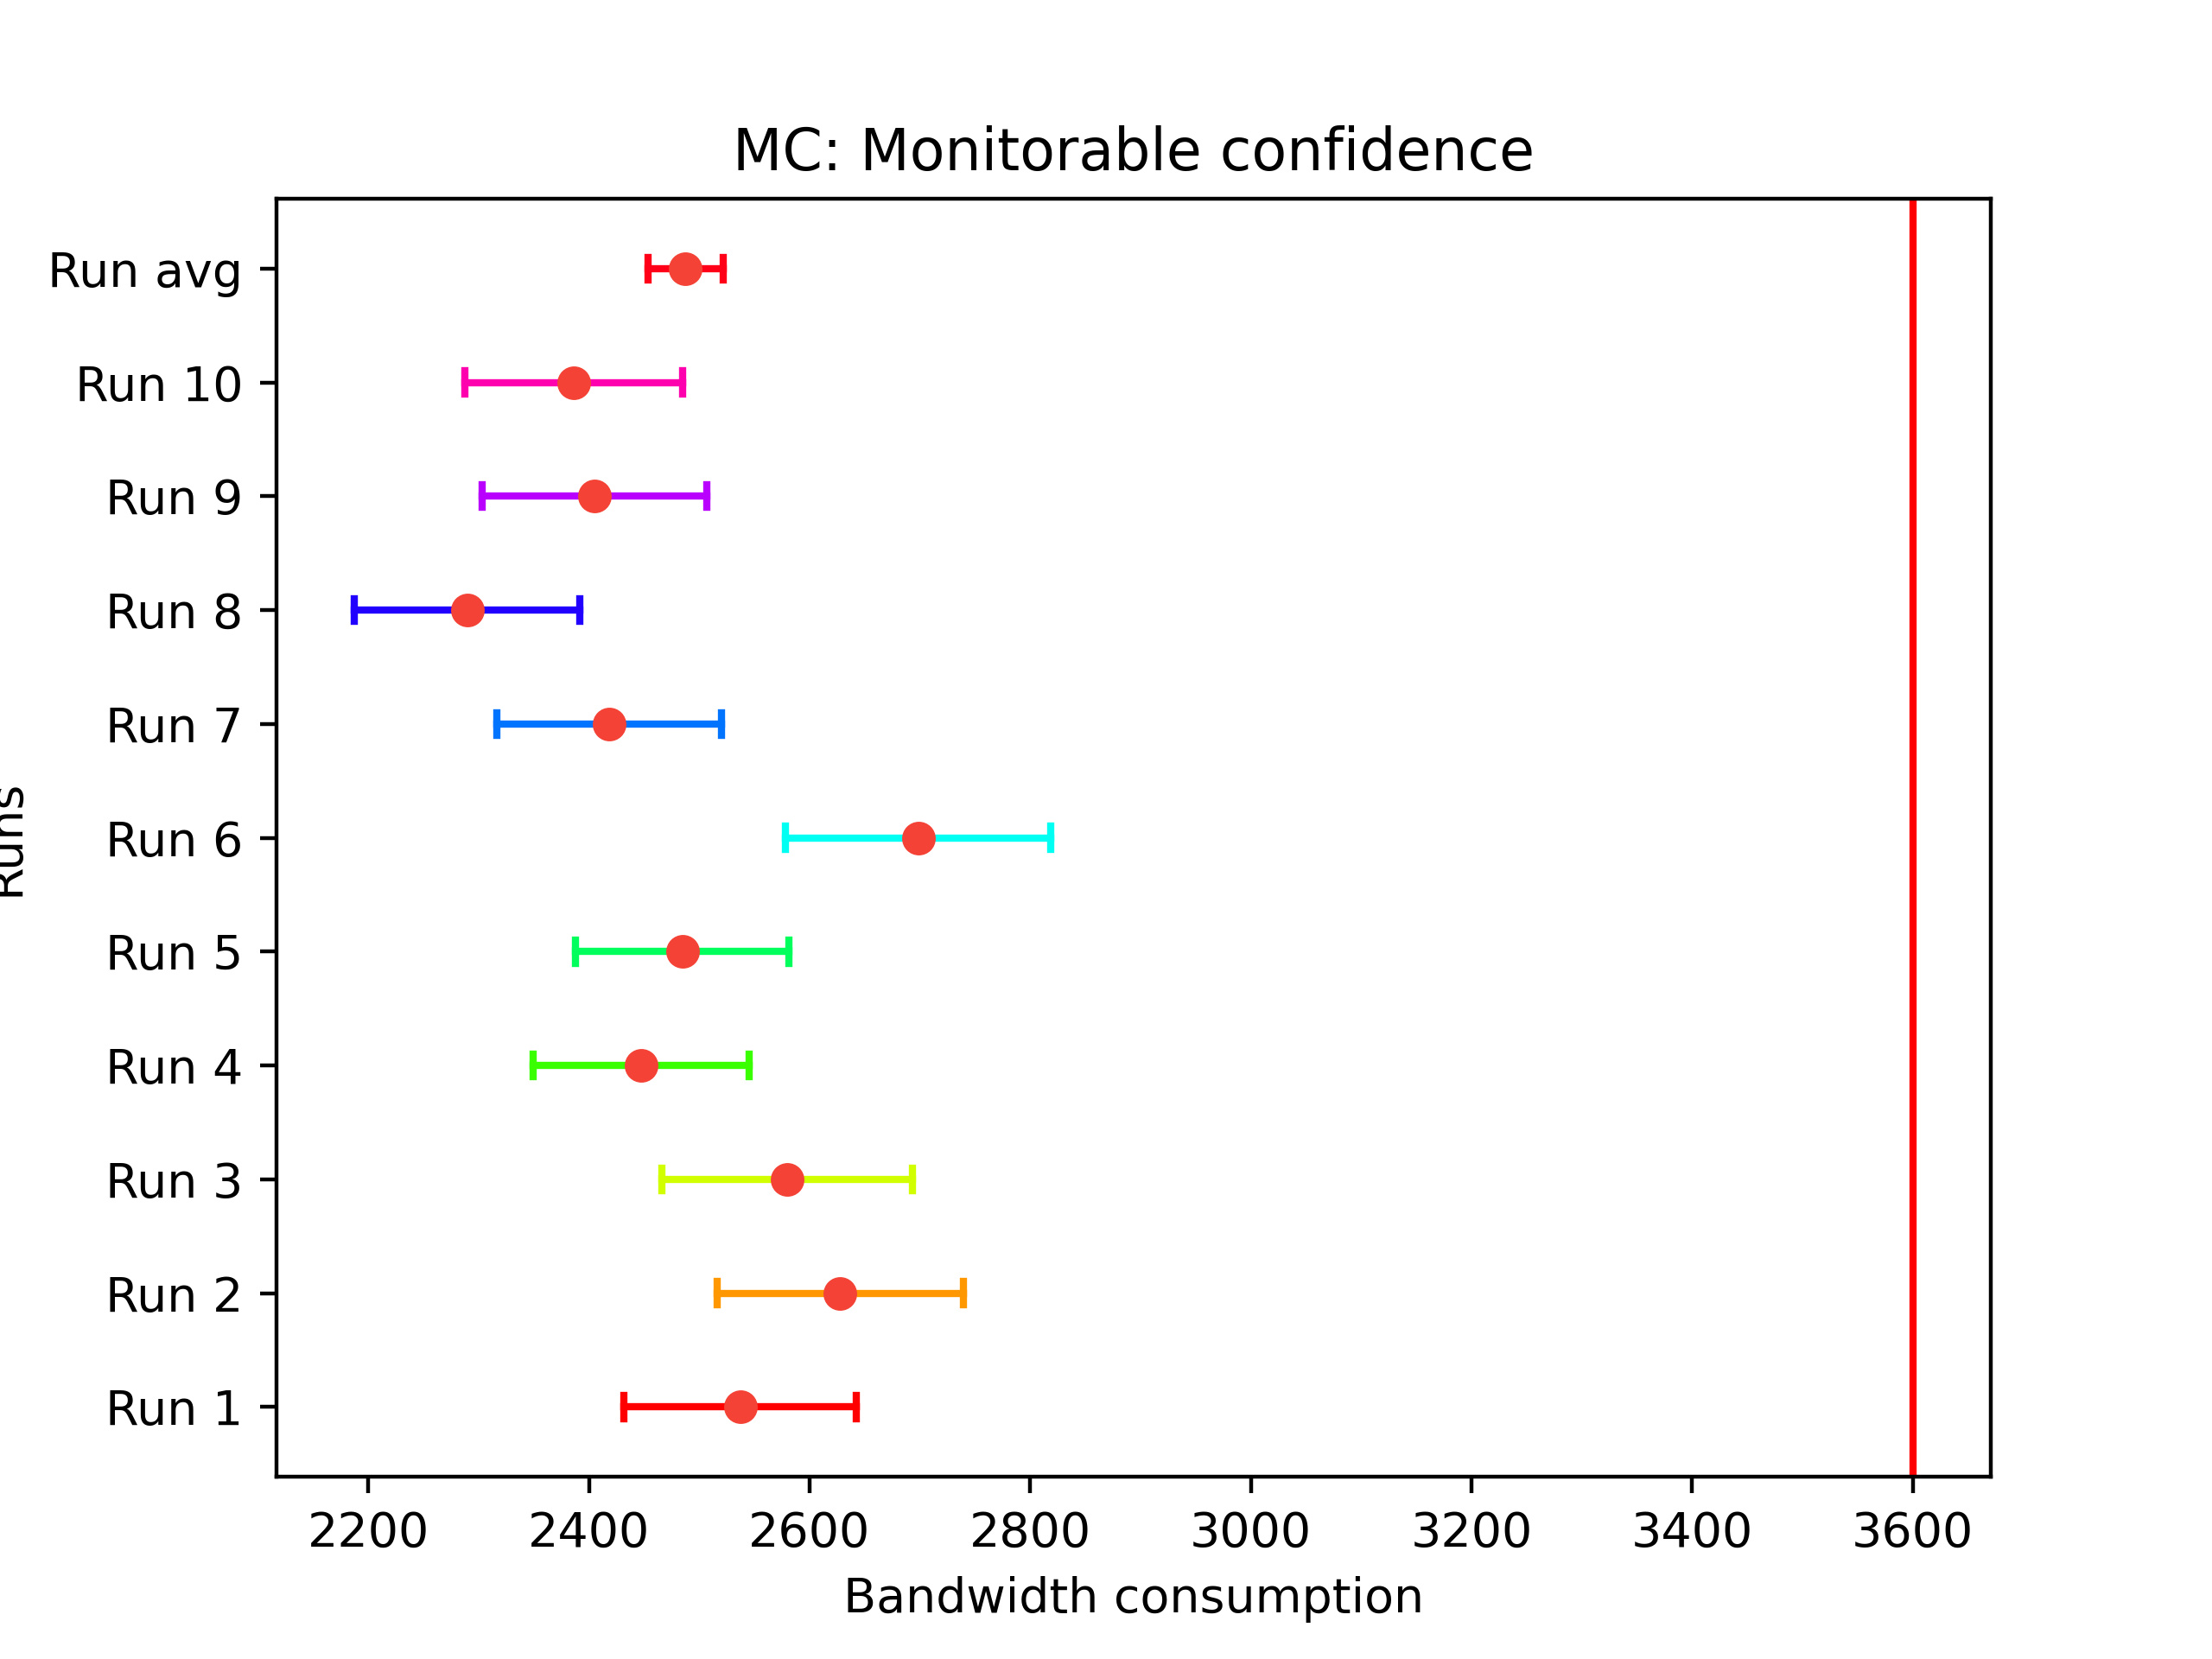 MC: Monitorable confidence
Run avg
Run 10
Run 9
Run 8
Run 7
Run 6
Run 5
Run 4
Run 3
Run 2
Run 1
Runs
2200 2400 2600 2800 3000 3200 3400 3600
Bandwidth consumption